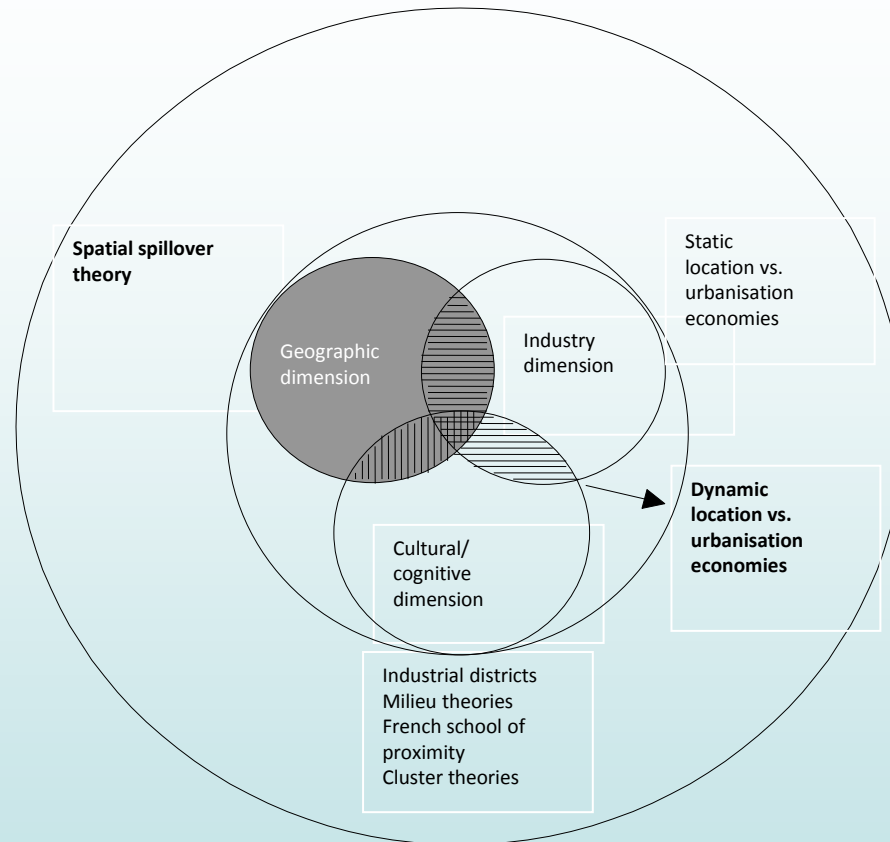 Spatial spillover
theory
Static
location vs.
urbanisation
economies
Geographic
dimension
Industry
dimension
Dynamic
location vs.
urbanisation
economies
Cultural/
cognitive
dimension
Industrial districts
Milieu theories
French school of
proximity
Cluster theories